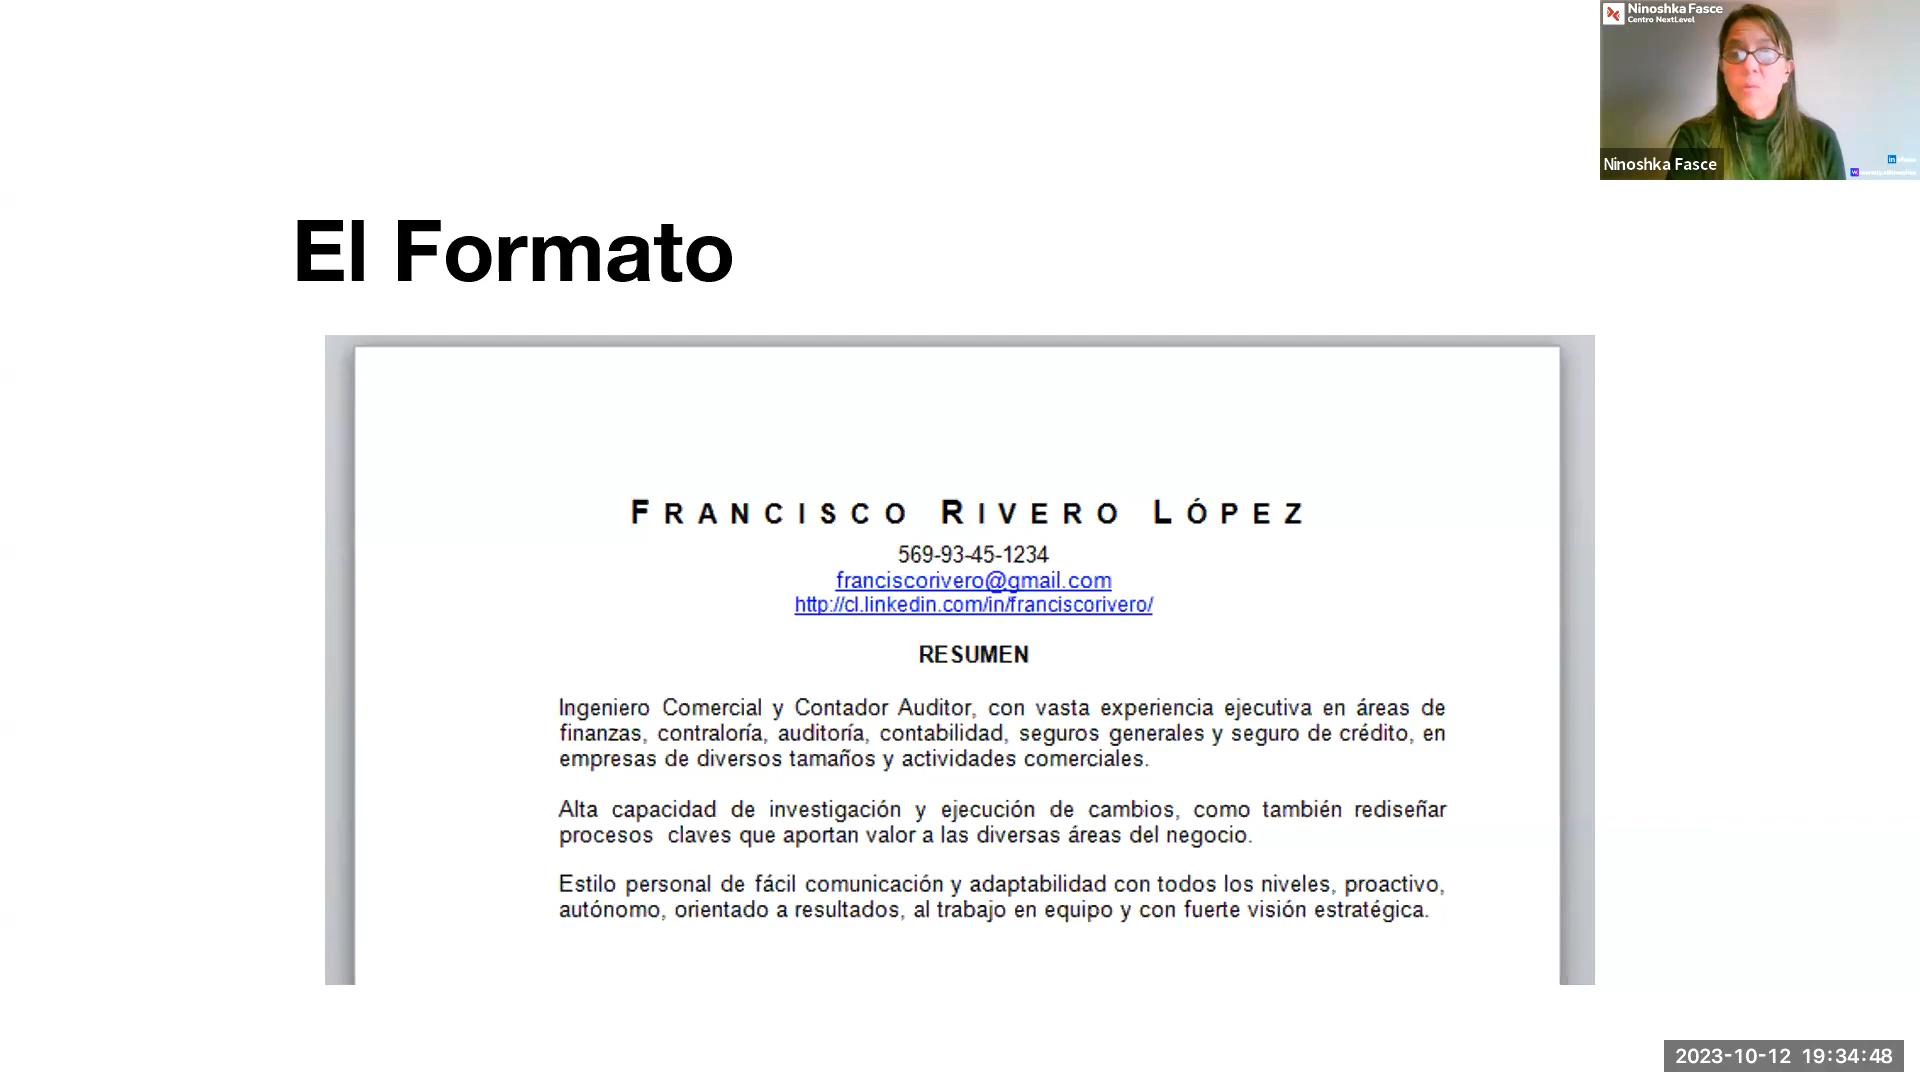 Ninoshka Fasce
Centro NextLevel
Ninoshka Fasce
El Formato
FRANCISCO RIVERO LÓPEZ
569-93-45-1234
franciscorivero@gmail.com
http://cl.linkedin.com/in/franciscorivero/
RESUMEN
Ingeniero Comercial y Contador Auditor, con vasta experiencia ejecutiva en áreas de
finanzas, contraloría, auditoría, contabilidad, seguros generales y seguro de crédito, en
empresas de diversos tamaños y actividades comerciales.
Alta capacidad de investigación y ejecución de cambios, como también rediseñar
procesos claves que aportan valor a las diversas áreas del negocio.
Estilo personal de fácil comunicación y adaptabilidad con todos los niveles, proactivo,
autónomo, orientado a resultados, al trabajo en equipo y con fuerte visión estratégica.
2023-10-12 19:34:48